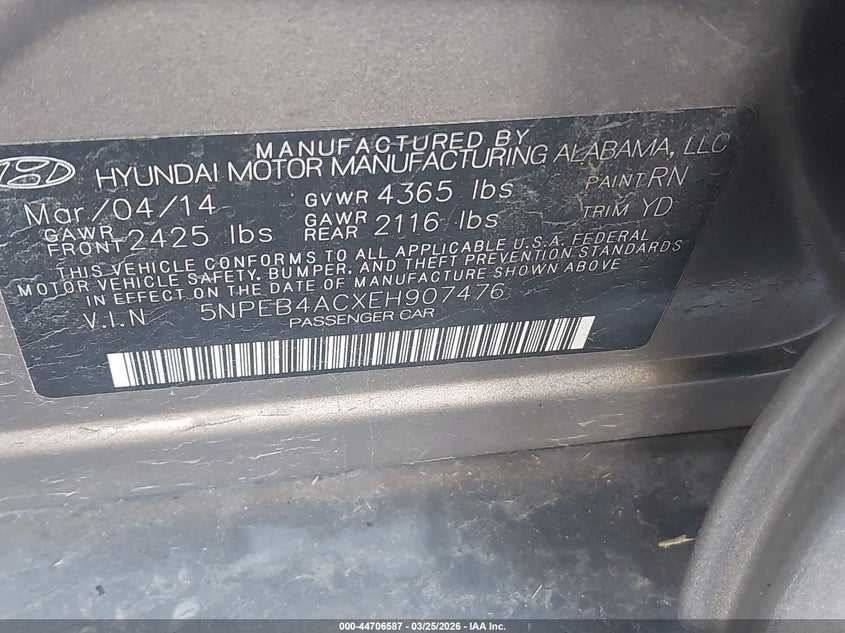 MANUFACTURED BY
HYUNDAI MOTOR MANUFACTURING ALABAMA, LLC
Mar/04/14 GVWR 4365 lbs PAINT RN
GAWR FRONT 2425 lbs GAWR REAR 2116 lbs TRIM YD
THIS VEHICLE CONFORMS TO ALL APPLICABLE U.S.A. FEDERAL
MOTOR VEHICLE SAFETY, BUMPER, AND THEFT PREVENTION STANDARDS
IN EFFECT ON THE DATE OF MANUFACTURE SHOWN ABOVE
V.I.N 5NPEB4ACXEH907476
PASSENGER CAR
000-44706587 - 03/25/2026 - IAA Inc.